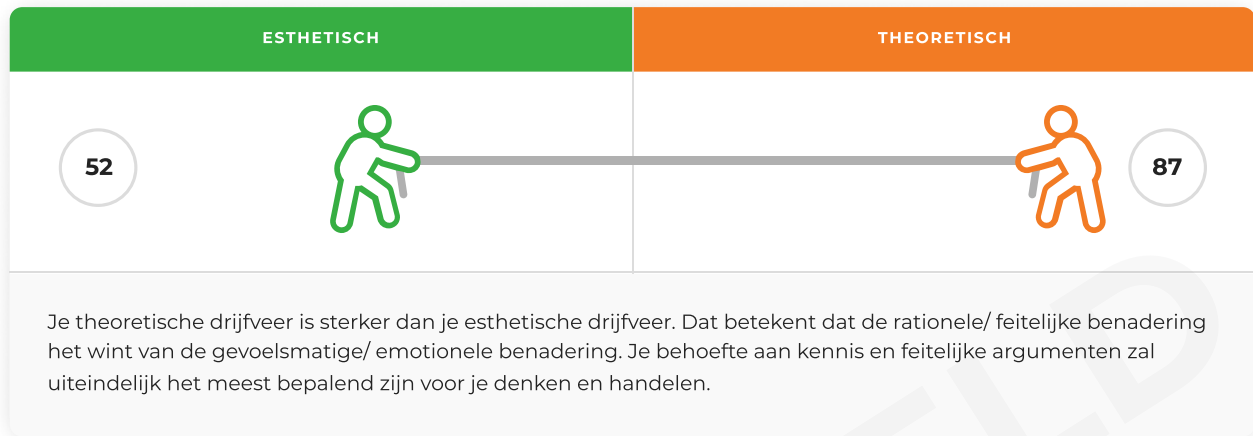 ESTHETISCH
THEORETISCH
52
87
Je theoretische drijfveer is sterker dan je esthetische drijfveer. Dat betekent dat de rationele/ feitelijke benadering
het wint van de gevoelsmatige/ emotionele benadering. Je behoefte aan kennis en feitelijke argumenten zal
uiteindelijk het meest bepalend zijn voor je denken en handelen.